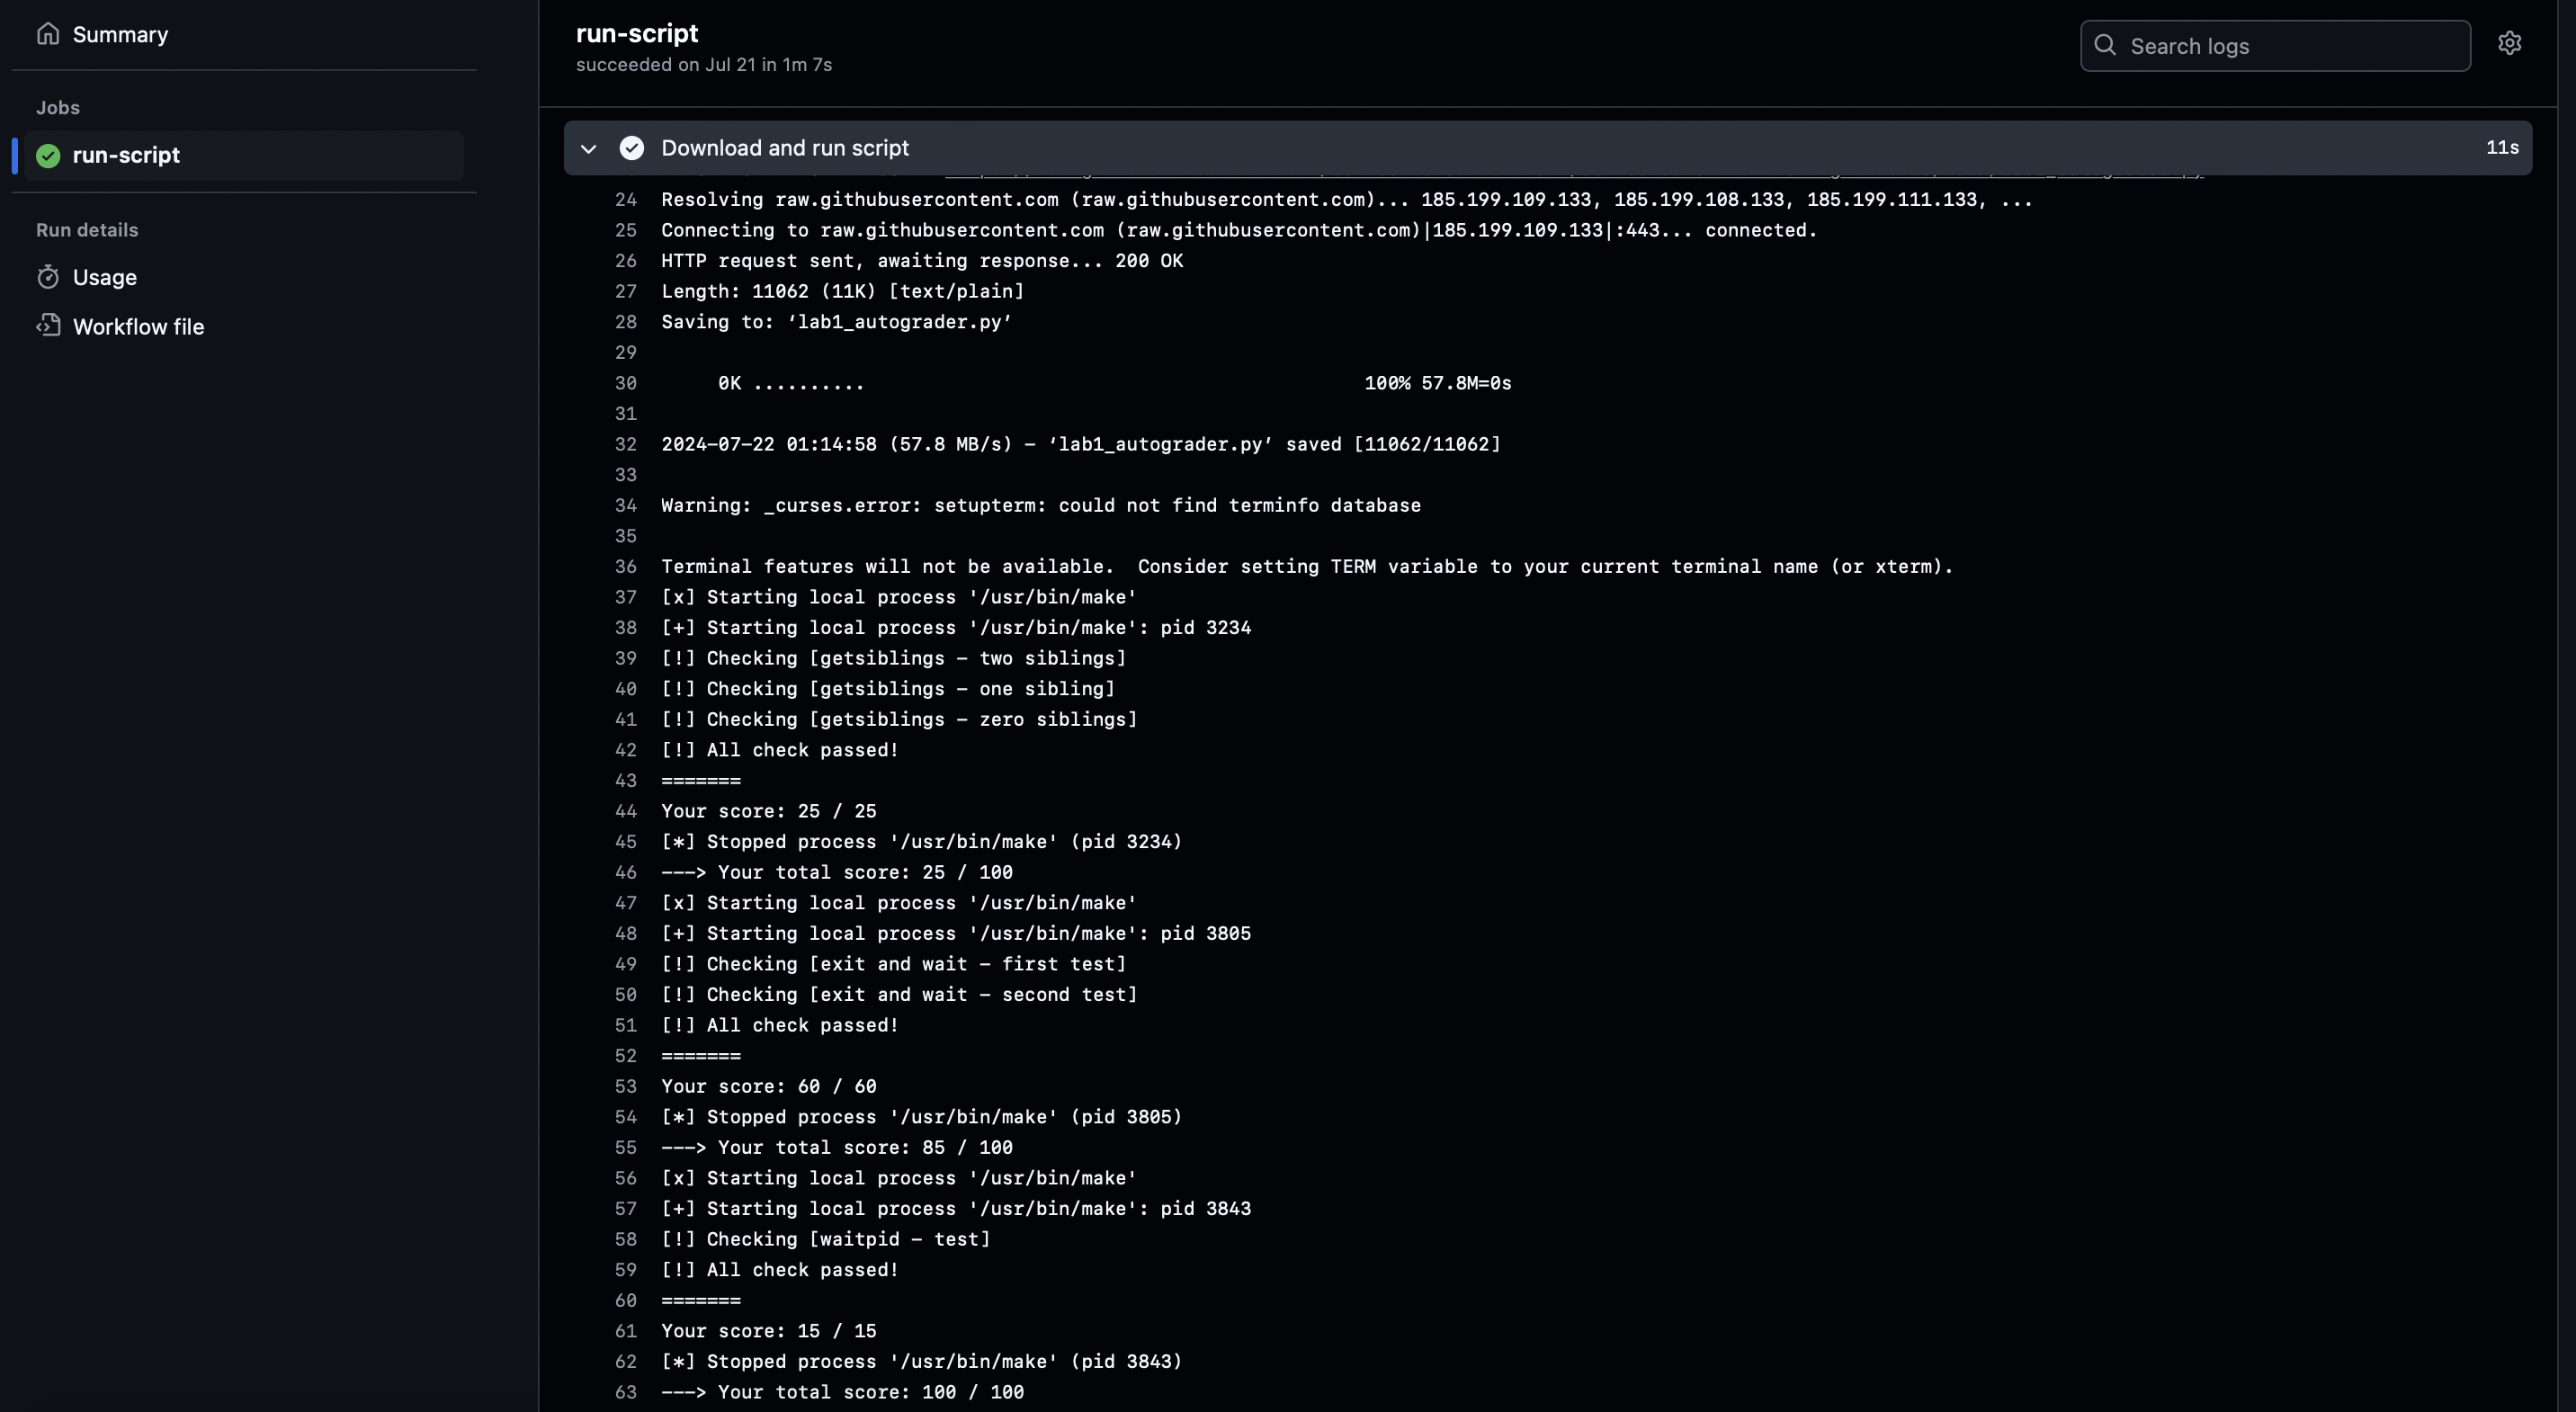 Summary
Jobs
run-script
Run details
Usage
Workflow file
run-script
succeeded on Jul 21 in 1m 7s
Search logs
Download and run script
11s
24 Resolving raw.githubusercontent.com (raw.githubusercontent.com)... 185.199.109.133, 185.199.108.133, 185.199.111.133, ...
25 Connecting to raw.githubusercontent.com (raw.githubusercontent.com)|185.199.109.133|:443... connected.
26 HTTP request sent, awaiting response... 200 OK
27 Length: 11062 (11K) [text/plain]
28 Saving to: ‘lab1_autograder.py’
29
30      0K ..........                                            100% 57.8M=0s
31
32 2024-07-22 01:14:58 (57.8 MB/s) - ‘lab1_autograder.py’ saved [11062/11062]
33
34 Warning: _curses.error: setupterm: could not find terminfo database
35
36 Terminal features will not be available.  Consider setting TERM variable to your current terminal name (or xterm).
37 [x] Starting local process '/usr/bin/make'
38 [+] Starting local process '/usr/bin/make': pid 3234
39 [!] Checking [getsiblings - two siblings]
40 [!] Checking [getsiblings - one sibling]
41 [!] Checking [getsiblings - zero siblings]
42 [!] All check passed!
43 =======
44 Your score: 25 / 25
45 [*] Stopped process '/usr/bin/make' (pid 3234)
46 ---> Your total score: 25 / 100
47 [x] Starting local process '/usr/bin/make'
48 [+] Starting local process '/usr/bin/make': pid 3805
49 [!] Checking [exit and wait - first test]
50 [!] Checking [exit and wait - second test]
51 [!] All check passed!
52 =======
53 Your score: 60 / 60
54 [*] Stopped process '/usr/bin/make' (pid 3805)
55 ---> Your total score: 85 / 100
56 [x] Starting local process '/usr/bin/make'
57 [+] Starting local process '/usr/bin/make': pid 3843
58 [!] Checking [waitpid - test]
59 [!] All check passed!
60 =======
61 Your score: 15 / 15
62 [*] Stopped process '/usr/bin/make' (pid 3843)
63 ---> Your total score: 100 / 100